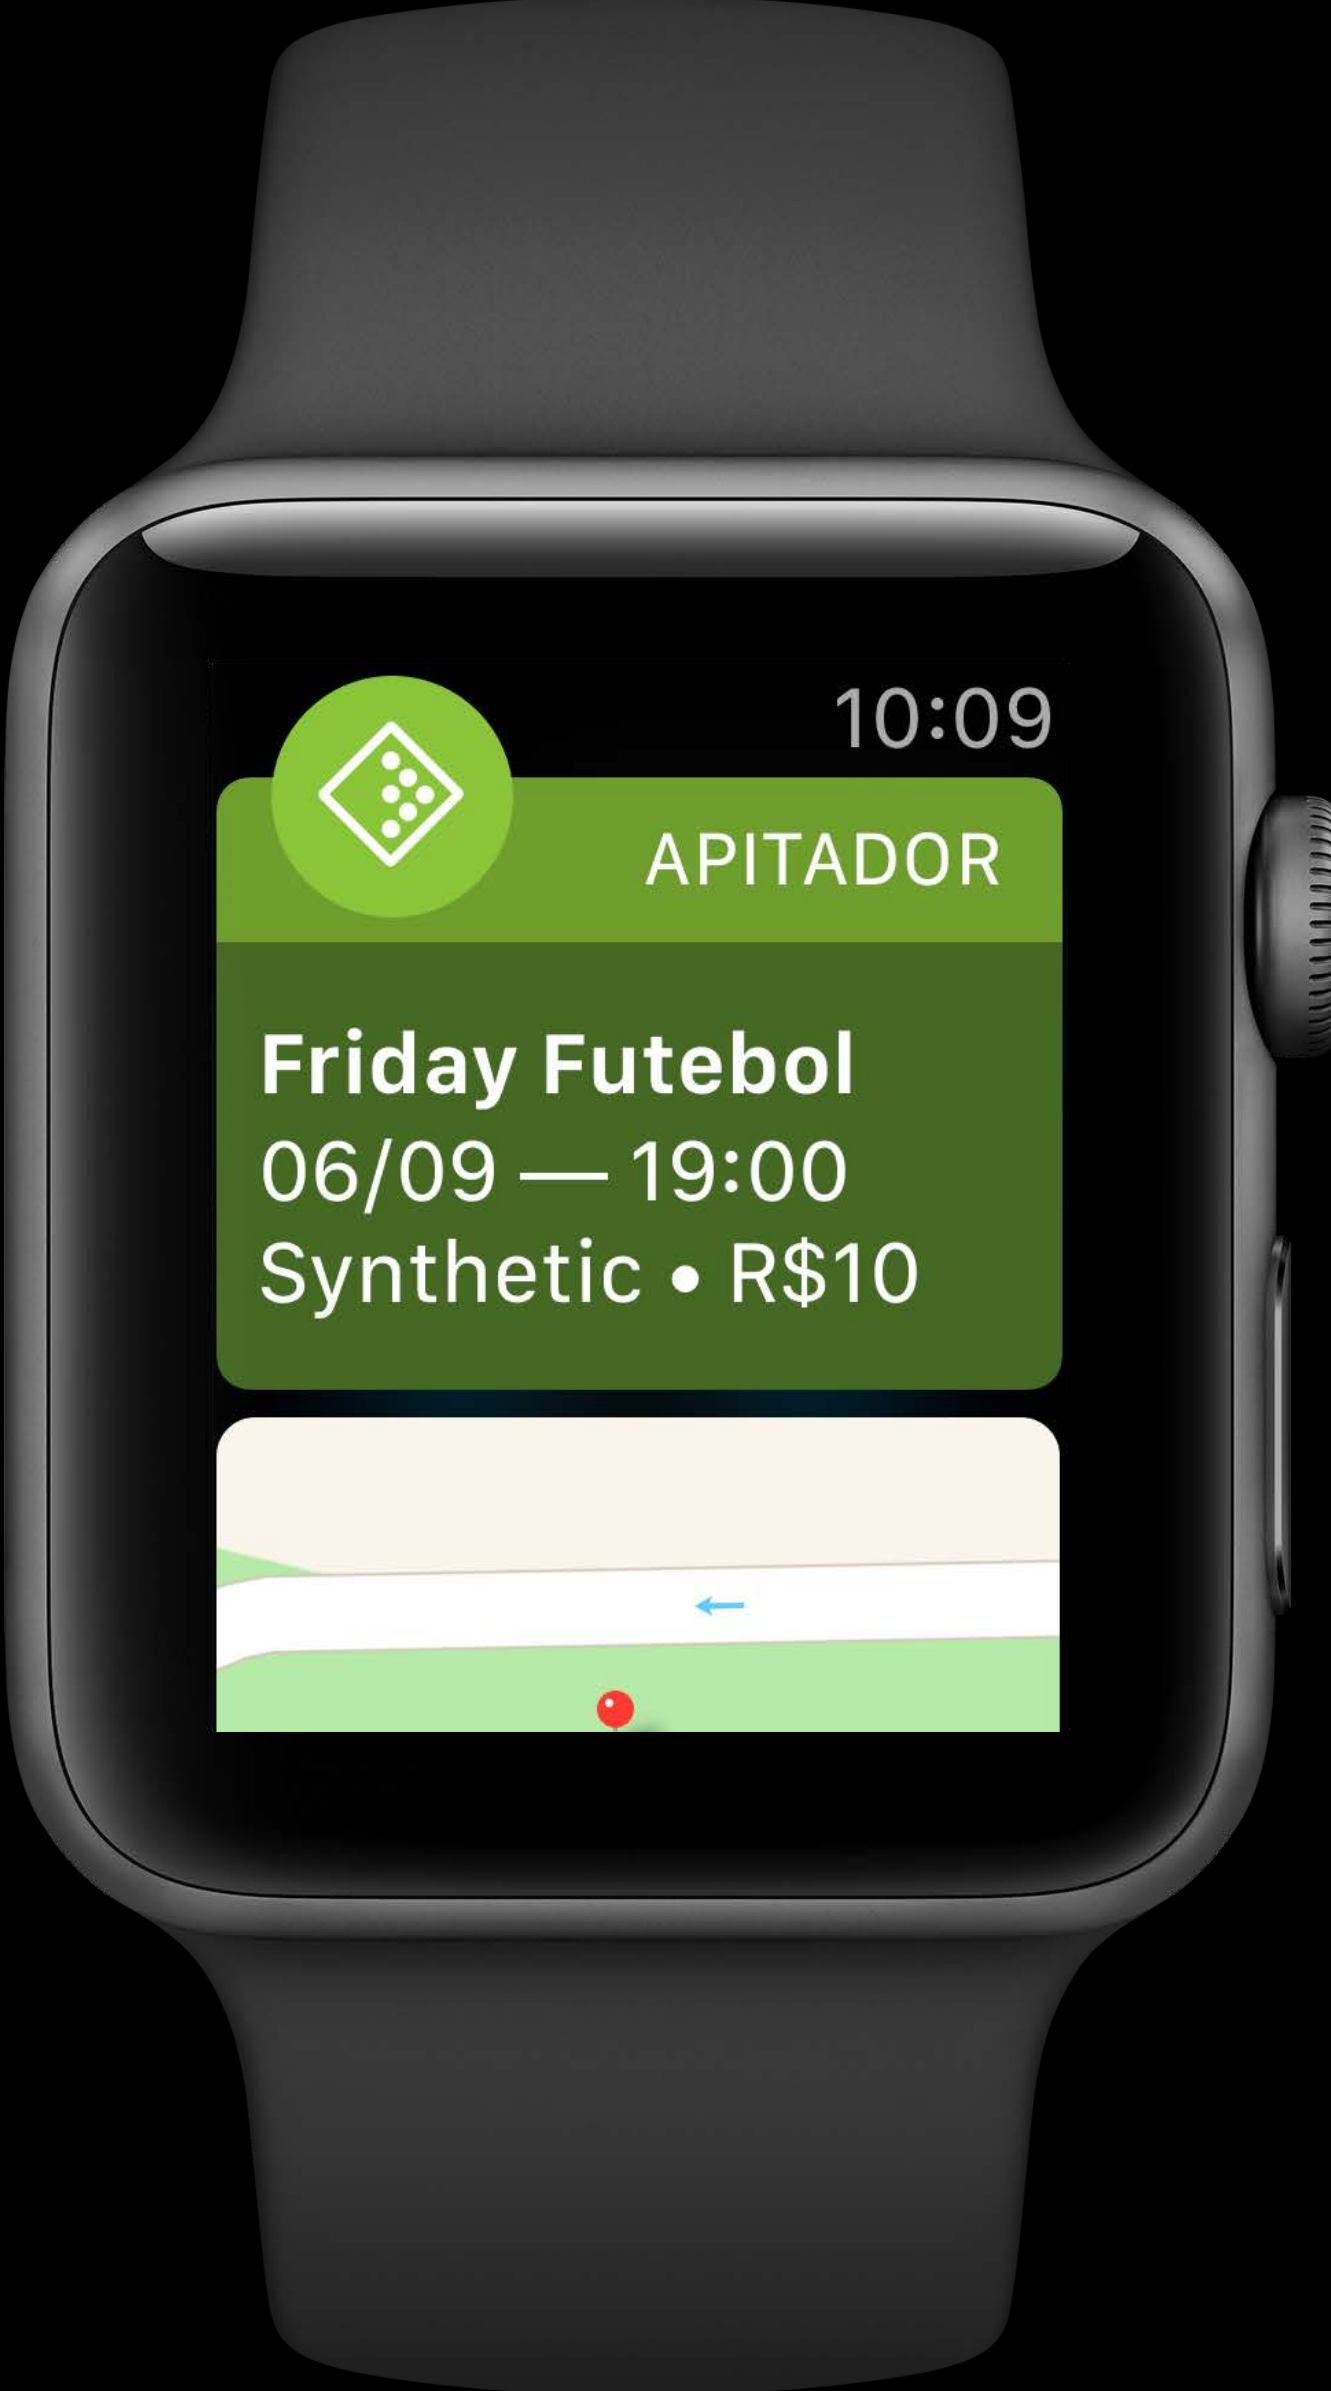 10:09
APITADOR
Friday Futebol
06/09 — 19:00
Synthetic • R$10